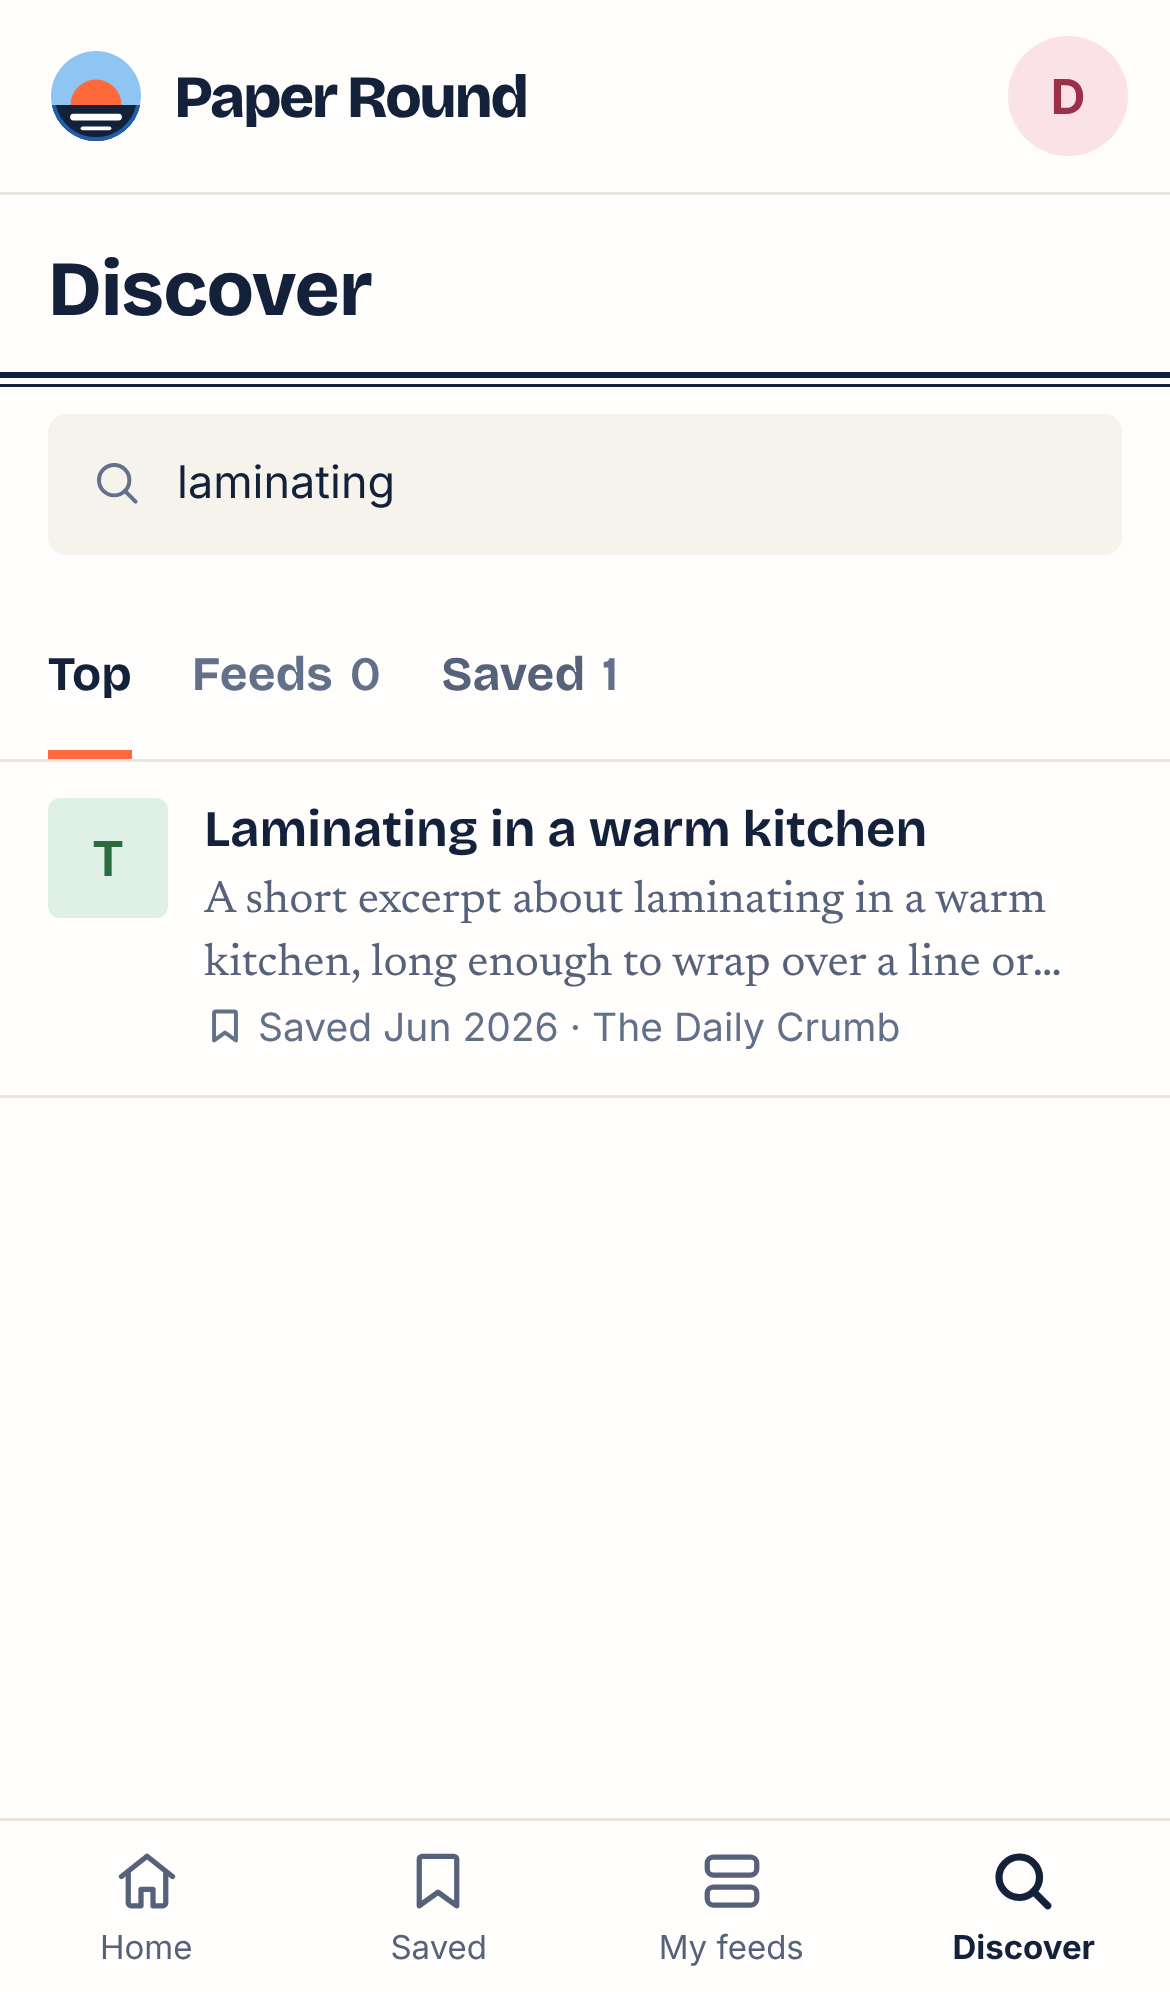 Paper Round
D
Discover
laminating
Top Feeds 0 Saved 1
T
Laminating in a warm kitchen
A short excerpt about laminating in a warm
kitchen, long enough to wrap over a line or…
Saved Jun 2026 · The Daily Crumb
Home Saved My feeds Discover